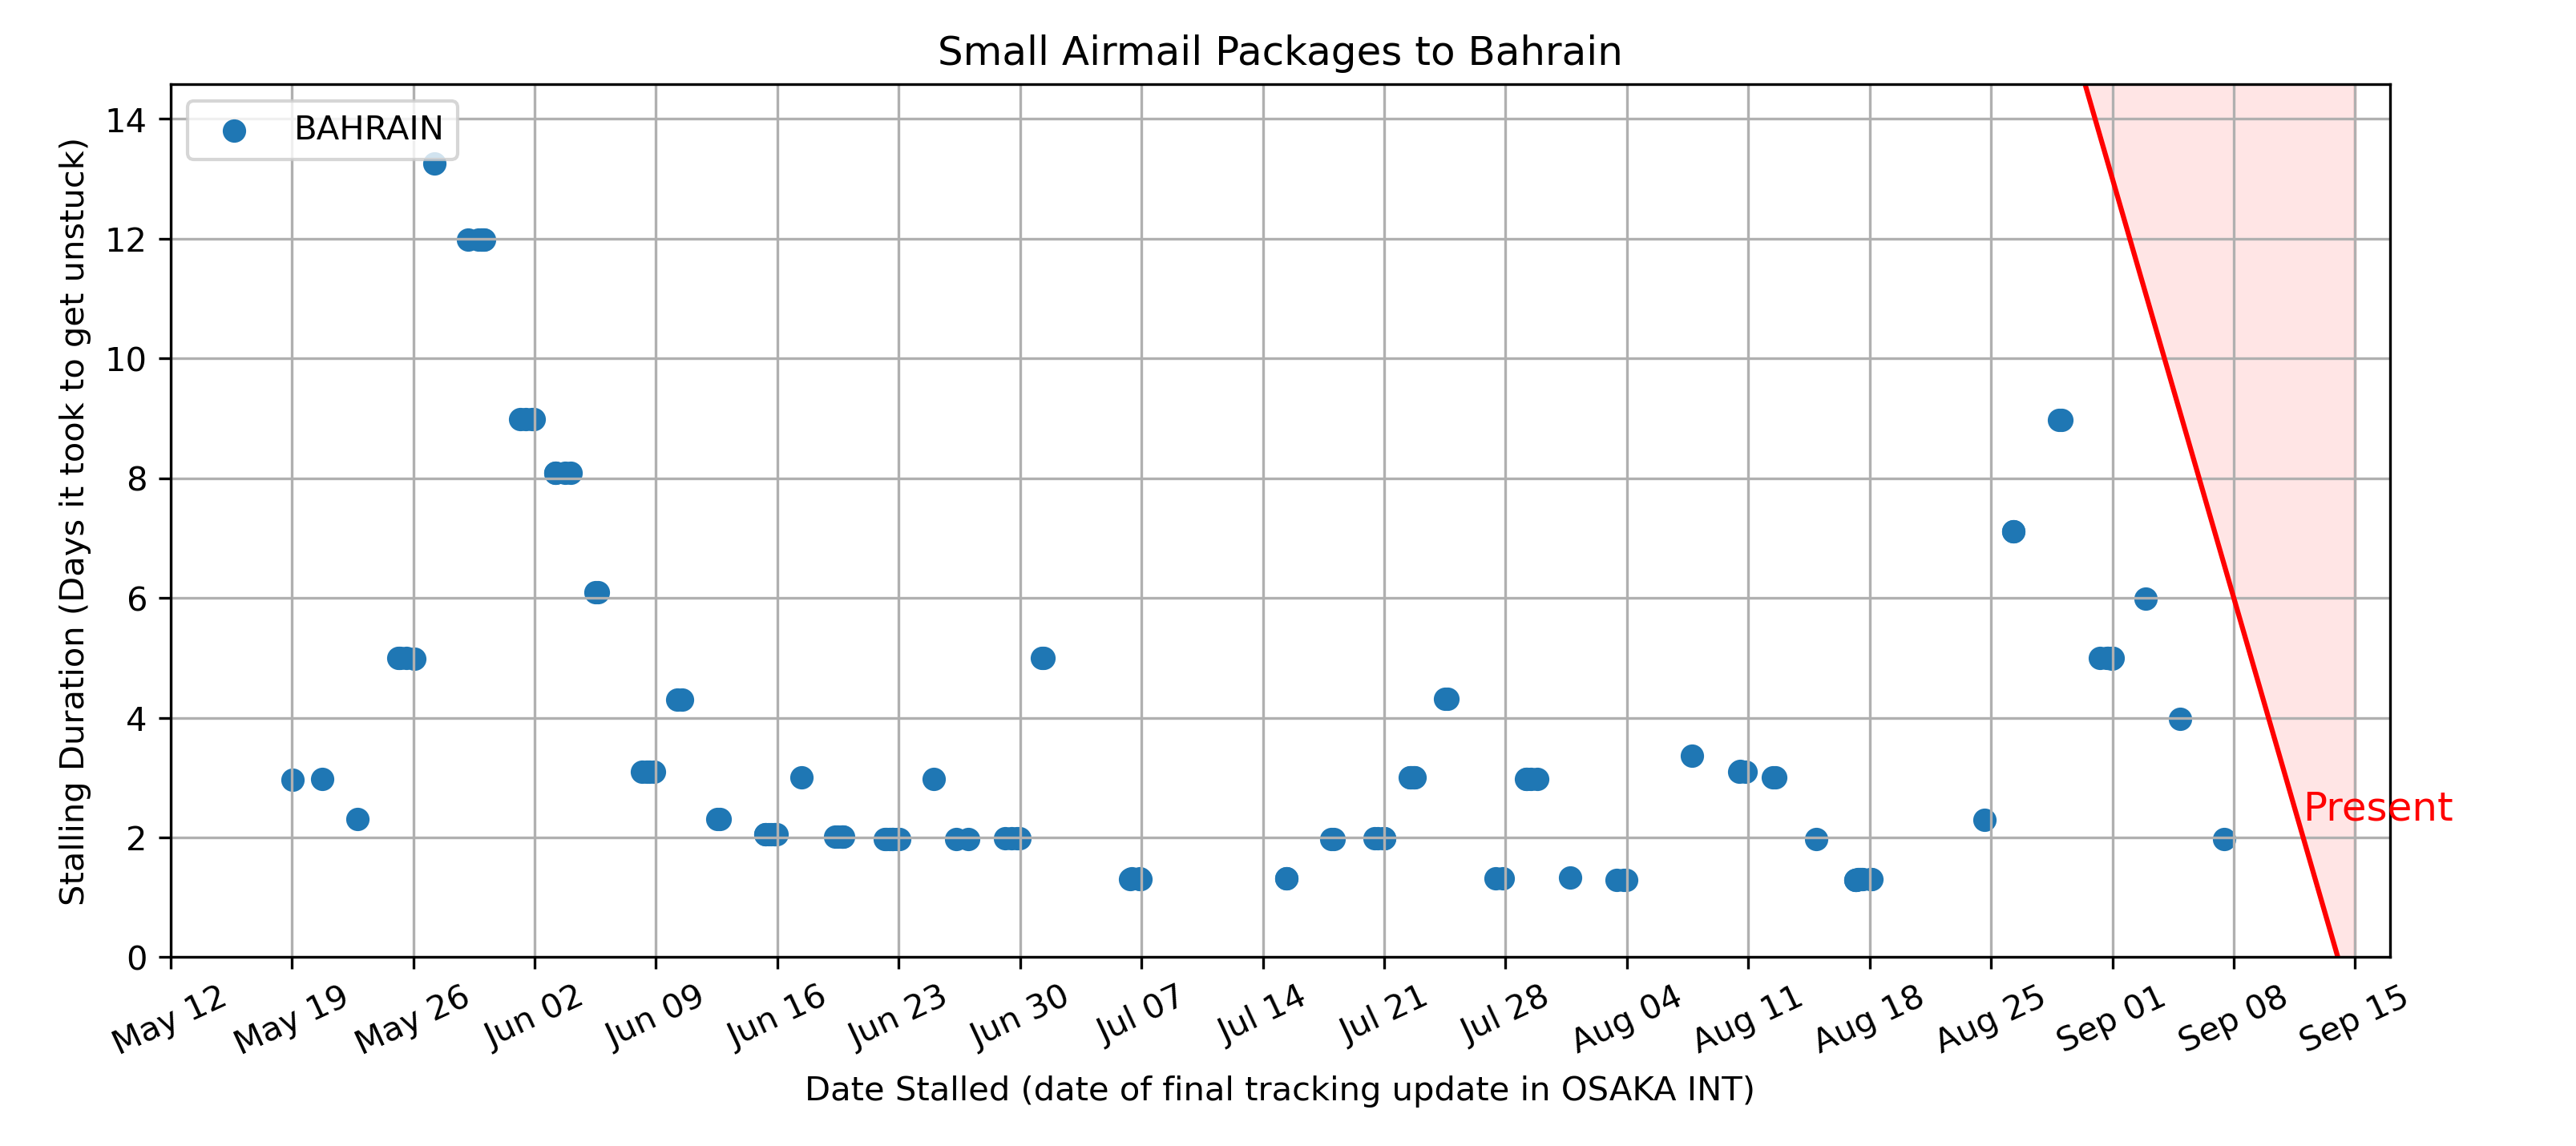 Small Airmail Packages to Bahrain
BAHRAIN
Stalling Duration (Days it took to get unstuck)
14
12
10
8
6
4
2
0
Present
May 12
May 19
May 26
Jun 02
Jun 09
Jun 16
Jun 23
Jun 30
Jul 07
Jul 14
Jul 21
Jul 28
Aug 04
Aug 11
Aug 18
Aug 25
Sep 01
Sep 08
Sep 15
Date Stalled (date of final tracking update in OSAKA INT)